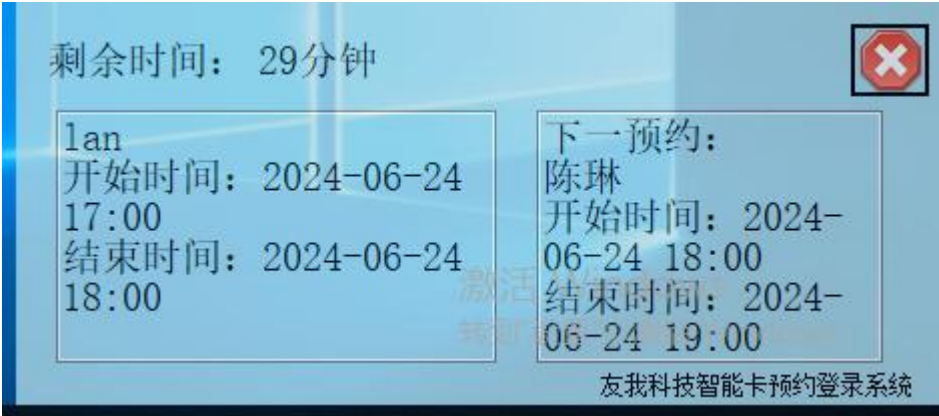 剩余时间： 29分钟
lan
开始时间：2024-06-24
17:00
结束时间：2024-06-24
18:00
下一预约：
陈琳
开始时间：2024-
06-24 18:00
结束时间：2024-
06-24 19:00
激活 Windows
友我科技智能卡预约登录系统